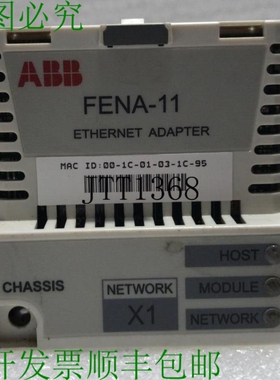 图必究
ABB
FENA-11
ETHERNET ADAPTER
MAC ID:00-1C-01-03-1C-95
JTT1368
HOST
CHASSIS
NETWORK
MODULE
X1
NETWORK
开发票顺丰包邮